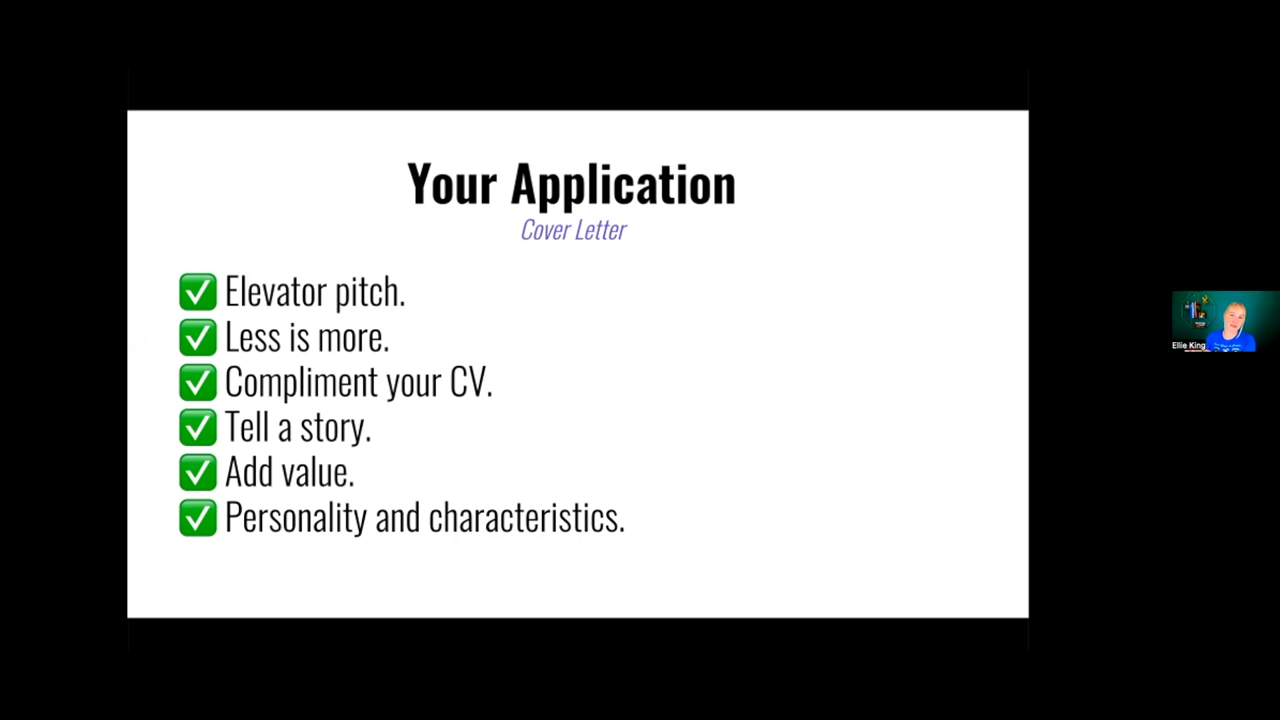 Your Application
Cover Letter
✅ Elevator pitch.
✅ Less is more.
✅ Compliment your CV.
✅ Tell a story.
✅ Add value.
✅ Personality and characteristics.
Ellie King